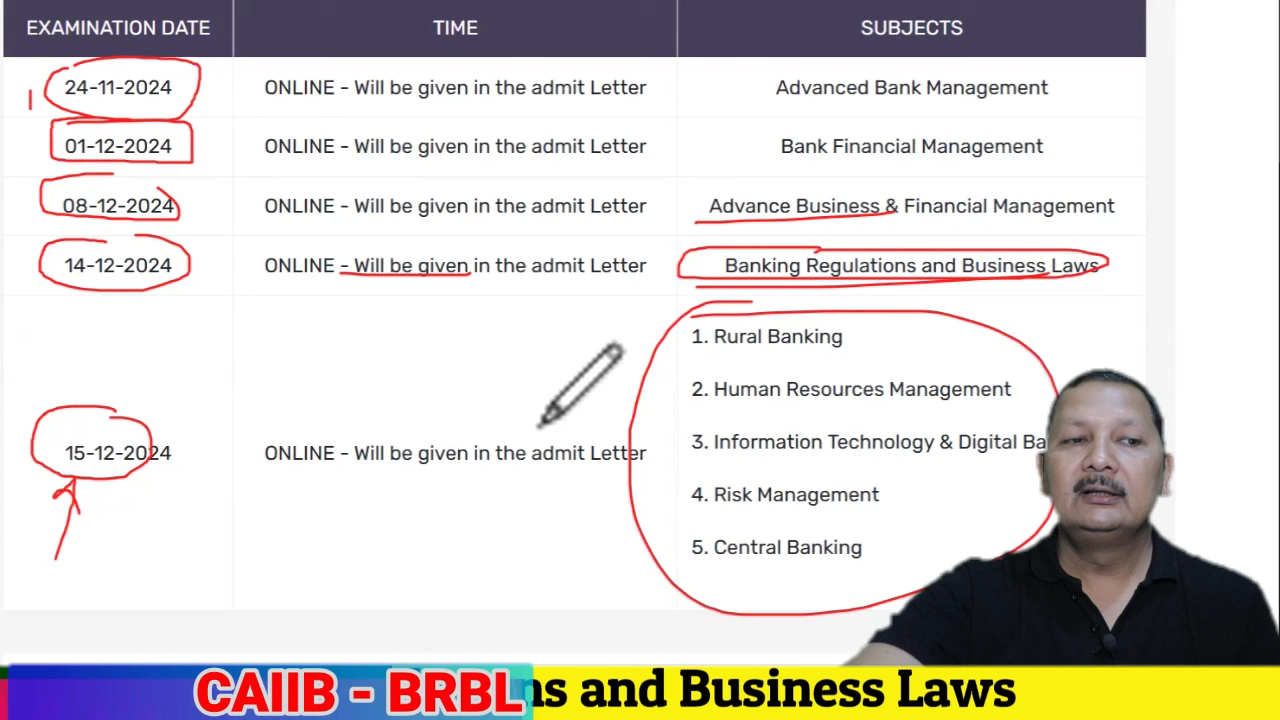 EXAMINATION DATE TIME SUBJECTS
24-11-2024 ONLINE - Will be given in the admit Letter Advanced Bank Management
01-12-2024 ONLINE - Will be given in the admit Letter Bank Financial Management
08-12-2024 ONLINE - Will be given in the admit Letter Advance Business & Financial Management
14-12-2024 ONLINE - Will be given in the admit Letter Banking Regulations and Business Laws
1. Rural Banking
2. Human Resources Management
3. Information Technology & Digital Ba
15-12-2024 ONLINE - Will be given in the admit Letter
4. Risk Management
5. Central Banking
CAIIB - BRBL ns and Business Laws